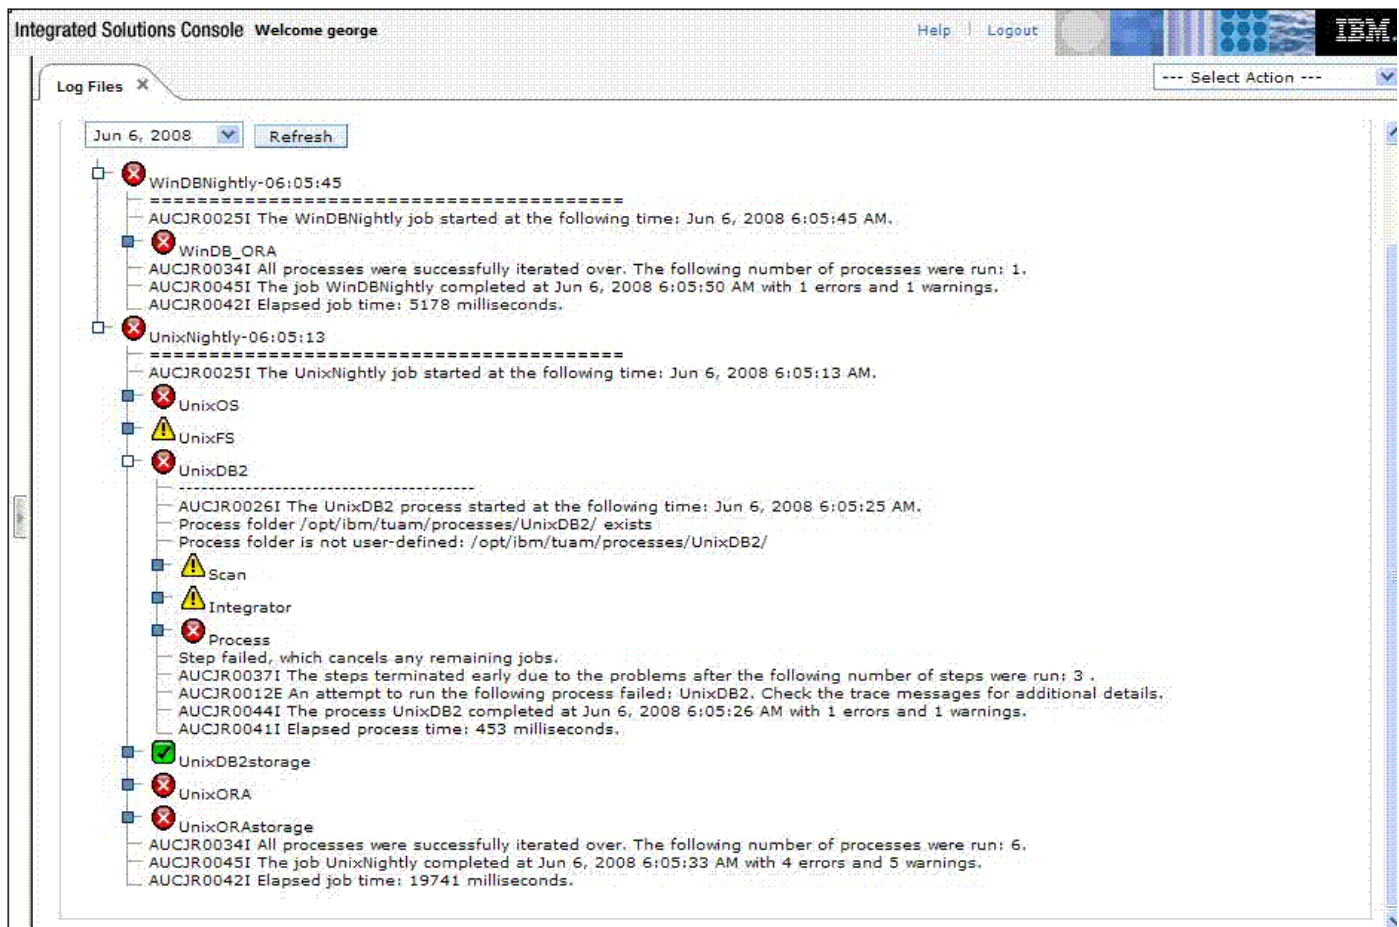 Integrated Solutions Console Welcome george
Help
Logout
IBM.
Log Files
--- Select Action ---
Jun 6, 2008
Refresh
WinDBNightly-06:05:45
========================================
AUCJR0025I The WinDBNightly job started at the following time: Jun 6, 2008 6:05:45 AM.
WinDB_ORA
AUCJR0034I All processes were successfully iterated over. The following number of processes were run: 1.
AUCJR0045I The job WinDBNightly completed at Jun 6, 2008 6:05:50 AM with 1 errors and 1 warnings.
AUCJR0042I Elapsed job time: 5178 milliseconds.
UnixNightly-06:05:13
========================================
AUCJR0025I The UnixNightly job started at the following time: Jun 6, 2008 6:05:13 AM.
UnixOS
UnixFS
UnixDB2
----------------------------------------
AUCJR0026I The UnixDB2 process started at the following time: Jun 6, 2008 6:05:25 AM.
Process folder /opt/ibm/tuam/processes/UnixDB2/ exists
Process folder is not user-defined: /opt/ibm/tuam/processes/UnixDB2/
Scan
Integrator
Process
Step failed, which cancels any remaining jobs.
AUCJR0037I The steps terminated early due to the problems after the following number of steps were run: 3 .
AUCJR0012E An attempt to run the following process failed: UnixDB2. Check the trace messages for additional details.
AUCJR0044I The process UnixDB2 completed at Jun 6, 2008 6:05:26 AM with 1 errors and 1 warnings.
AUCJR0041I Elapsed process time: 453 milliseconds.
UnixDB2storage
UnixORA
UnixORAstorage
AUCJR0034I All processes were successfully iterated over. The following number of processes were run: 6.
AUCJR0045I The job UnixNightly completed at Jun 6, 2008 6:05:33 AM with 4 errors and 5 warnings.
AUCJR0042I Elapsed job time: 19741 milliseconds.